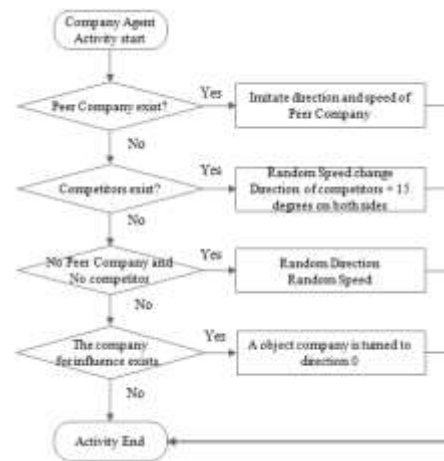 Company Agent
Activity start
Peer Company exist?
Yes
Imitate direction and speed of
Peer Company
No
Competitors exist?
Yes
Random Speed change
Direction of competitors + 15
degrees on both sides
No
No Peer Company and
No competitor
Yes
Random Direction
Random Speed
No
The company
for influence exists
Yes
A object company is turned to
direction 0
No
Activity End